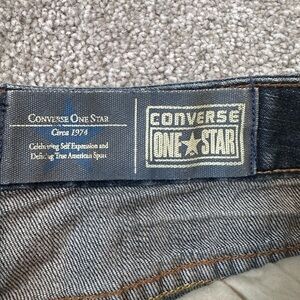 CONVERSE ONE STAR
Circa 1974
Celebrating Self Expression and
Defining True American Spirit
CONVERSE
ONE★STAR